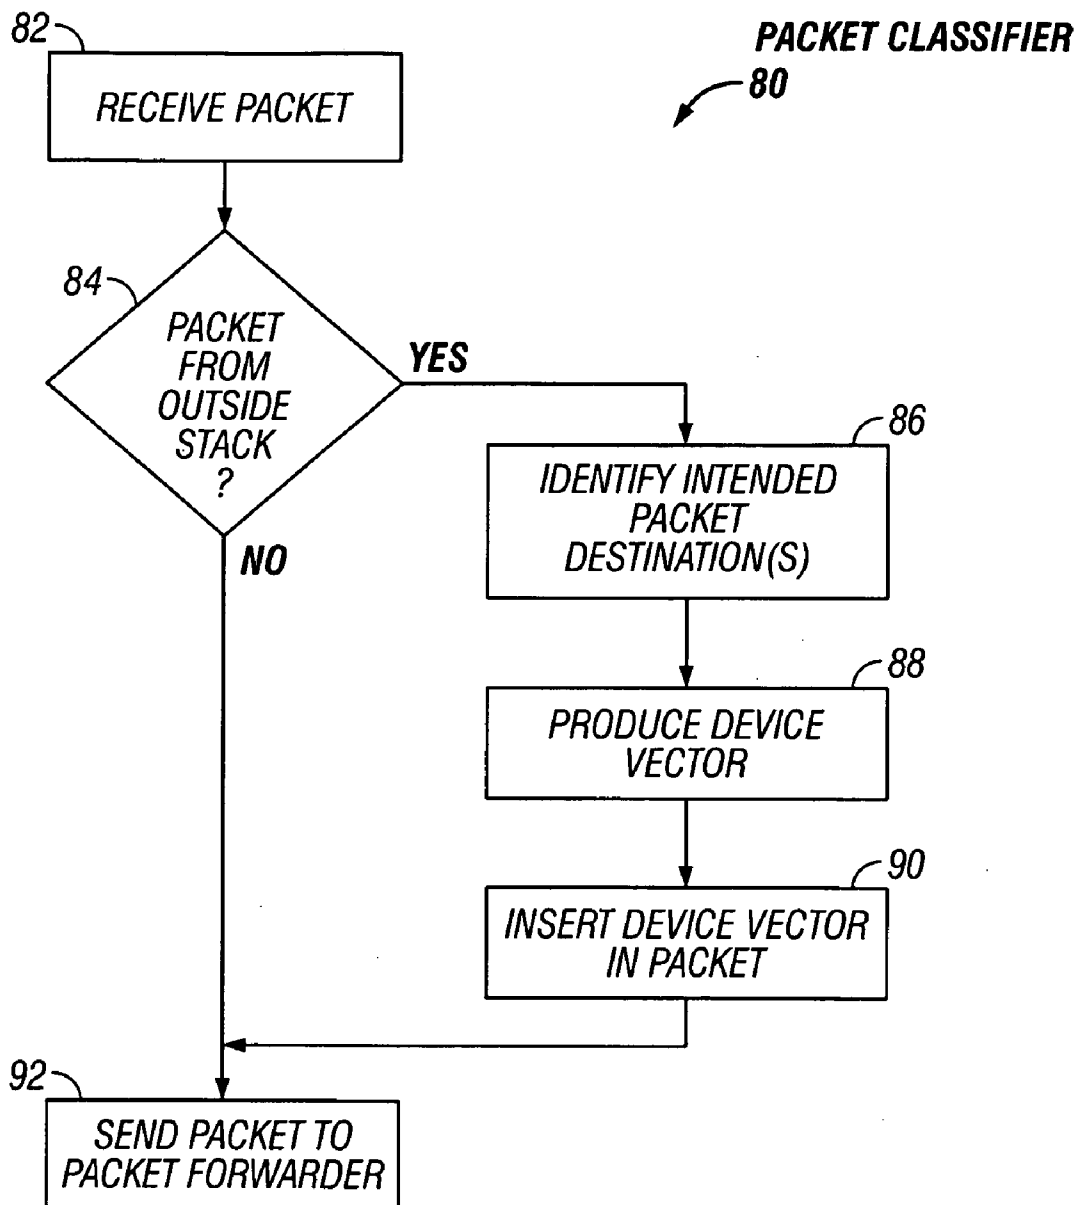 PACKET CLASSIFIER
80
82
RECEIVE PACKET
84
PACKET
FROM
OUTSIDE
STACK
?
YES
NO
86
IDENTIFY INTENDED
PACKET
DESTINATION(S)
88
PRODUCE DEVICE
VECTOR
90
INSERT DEVICE VECTOR
IN PACKET
92
SEND PACKET TO
PACKET FORWARDER